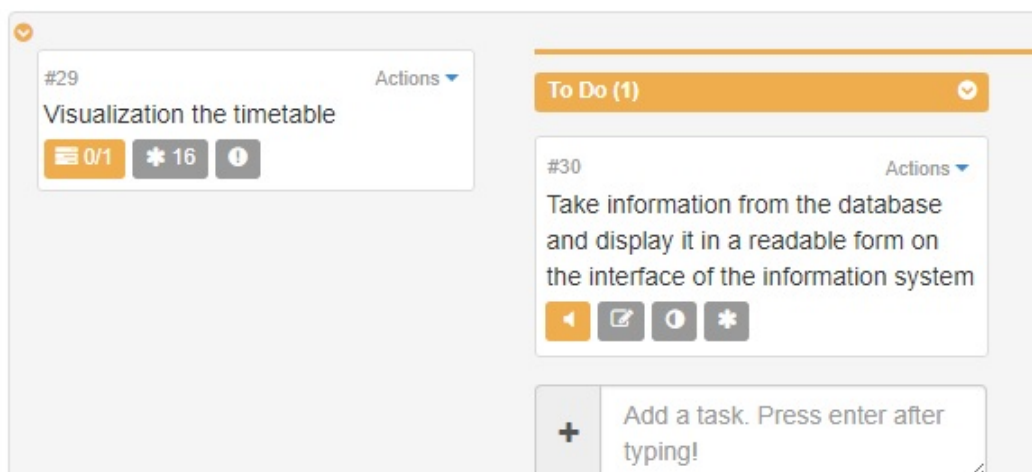 #29 Actions
Visualization the timetable
0/1 16
To Do (1)
#30 Actions
Take information from the database
and display it in a readable form on
the interface of the information system
Add a task. Press enter after
typing!